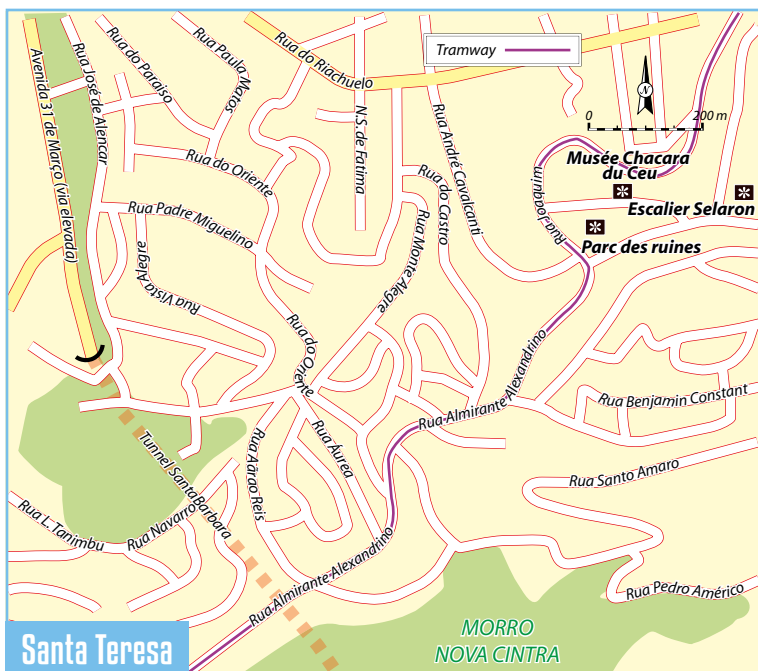 Avenida 31 de Março (via elevada)
Rua José de Alencar
Rua do Paraiso
Rua Paula Matos
Rua do Riachuelo
Tramway
N
0 200 m
N.S. de Fatima
Rua André Cavalcanti
Rua do Castro
Rua do Oriente
Rua Padre Miguelino
Rua Vista Alegre
Rua Monte Alegre
Rua Joaquim
Musée Chacara
du Ceu
Escalier Selaron
Parc des ruines
Rua do Oriente
Rua Almirante Alexandrino
Rua Benjamin Constant
Rua Áurea
Rua Aarao Reis
Tunnel Santa Barbara
Rua Santo Amaro
Rua L. Tanimbu
Rua Navarro
Rua Almirante Alexandrino
Rua Pedro Américo
MORRO
NOVA CINTRA
Santa Teresa